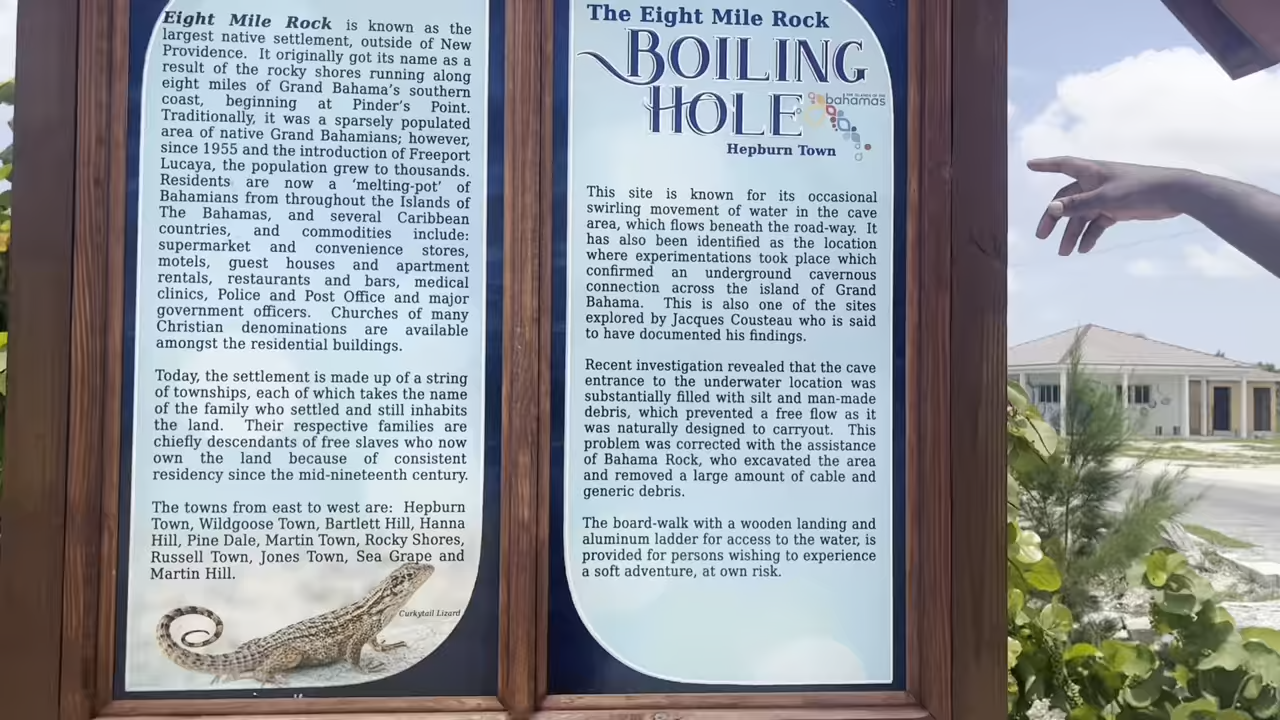 Eight Mile Rock is known as the
largest native settlement, outside of New
Providence. It originally got its name as a
result of the rocky shores running along
eight miles of Grand Bahama's southern
coast, beginning at Pinder's Point.
Traditionally, it was a sparsely populated
area of native Grand Bahamians; however,
since 1955 and the introduction of Freeport
Lucaya, the population grew to thousands.
Residents are now a 'melting-pot' of
Bahamians from throughout the Islands of
The Bahamas, and several Caribbean
countries, and commodities include:
supermarket and convenience stores,
motels, guest houses and apartment
rentals, restaurants and bars, medical
clinics, Police and Post Office and major
government officers. Churches of many
Christian denominations are available
amongst the residential buildings.
Today, the settlement is made up of a string
of townships, each of which takes the name
of the family who settled and still inhabits
the land. Their respective families are
chiefly descendants of free slaves who now
own the land because of consistent
residency since the mid-nineteenth century.
The towns from east to west are: Hepburn
Town, Wildgoose Town, Bartlett Hill, Hanna
Hill, Pine Dale, Martin Town, Rocky Shores,
Russell Town, Jones Town, Sea Grape and
Martin Hill.
Curkytail Lizard
The Eight Mile Rock
BOILING
HOLE
THE ISLANDS OF THE
bahamas
Hepburn Town
This site is known for its occasional
swirling movement of water in the cave
area, which flows beneath the road-way. It
has also been identified as the location
where experimentations took place which
confirmed an underground cavernous
connection across the island of Grand
Bahama. This is also one of the sites
explored by Jacques Cousteau who is said
to have documented his findings.
Recent investigation revealed that the cave
entrance to the underwater location was
substantially filled with silt and man-made
debris, which prevented a free flow as it
was naturally designed to carryout. This
problem was corrected with the assistance
of Bahama Rock, who excavated the area
and removed a large amount of cable and
generic debris.
The board-walk with a wooden landing and
aluminum ladder for access to the water, is
provided for persons wishing to experience
a soft adventure, at own risk.